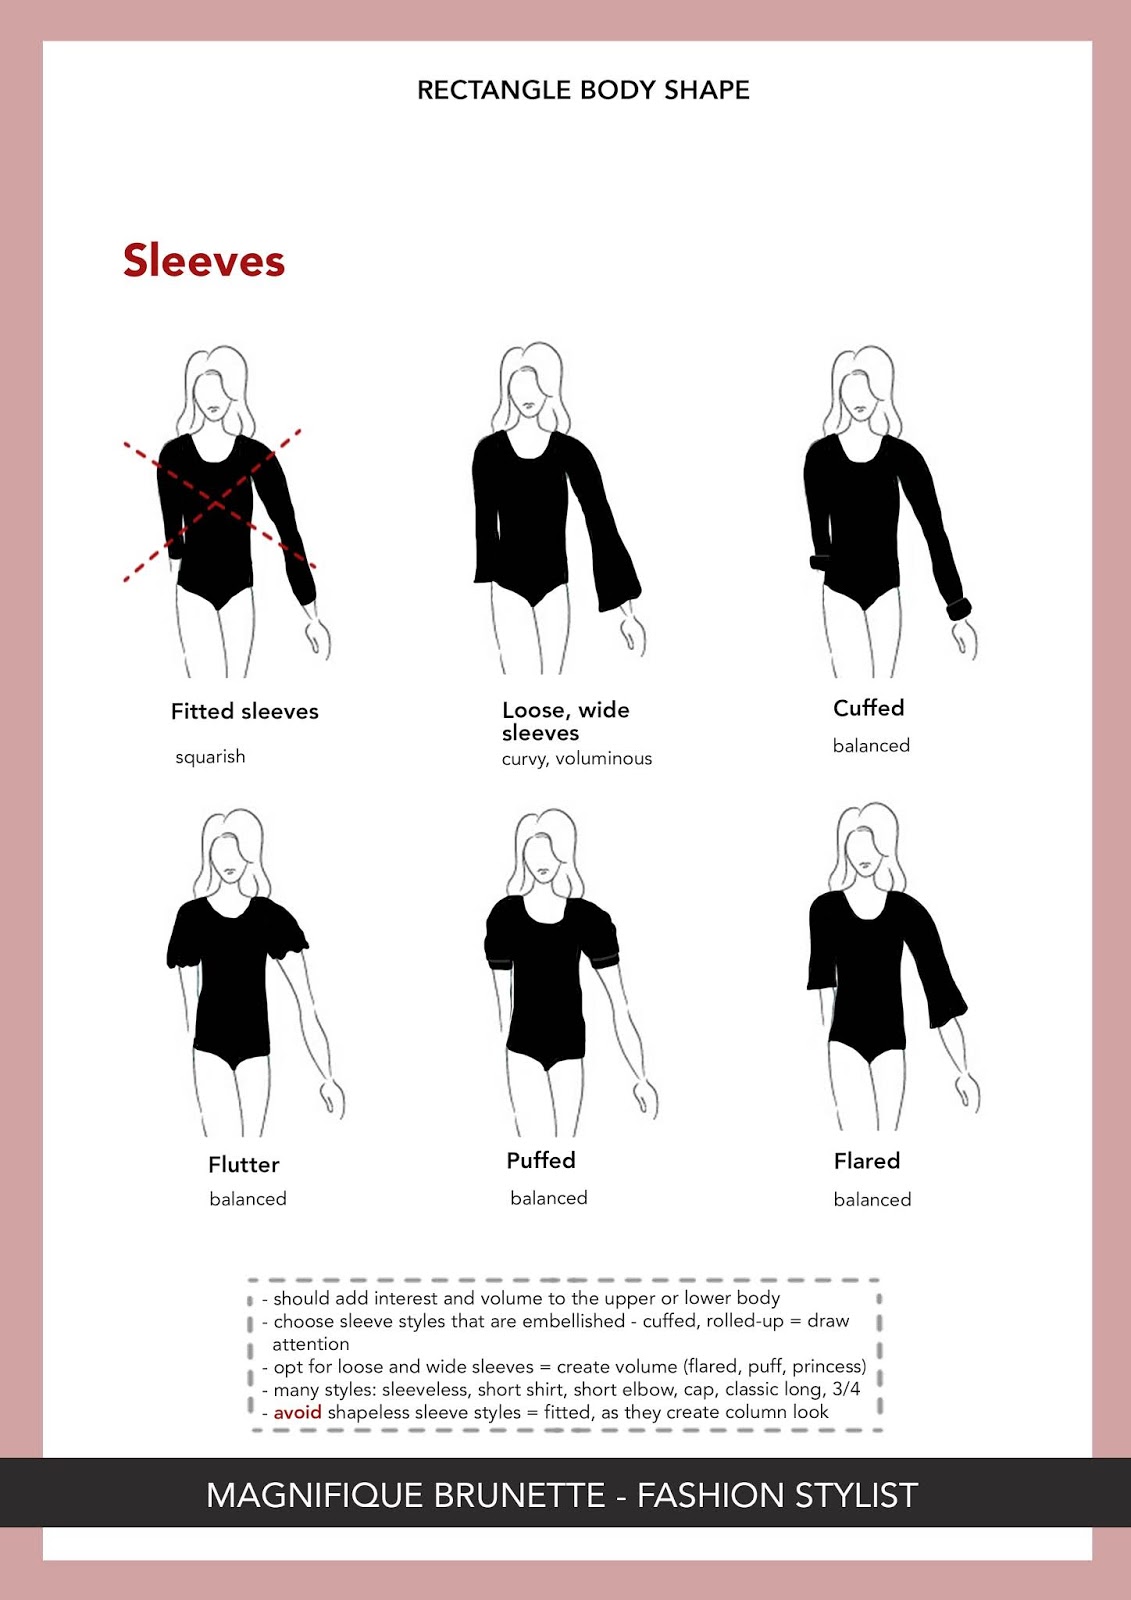 RECTANGLE BODY SHAPE
Sleeves
Fitted sleeves
squarish
Loose, wide
sleeves
curvy, voluminous
Cuffed
balanced
Flutter
balanced
Puffed
balanced
Flared
balanced
- should add interest and volume to the upper or lower body
- choose sleeve styles that are embellished - cuffed, rolled-up = draw
attention
- opt for loose and wide sleeves = create volume (flared, puff, princess)
- many styles: sleeveless, short shirt, short elbow, cap, classic long, 3/4
- avoid shapeless sleeve styles = fitted, as they create column look
MAGNIFIQUE BRUNETTE - FASHION STYLIST